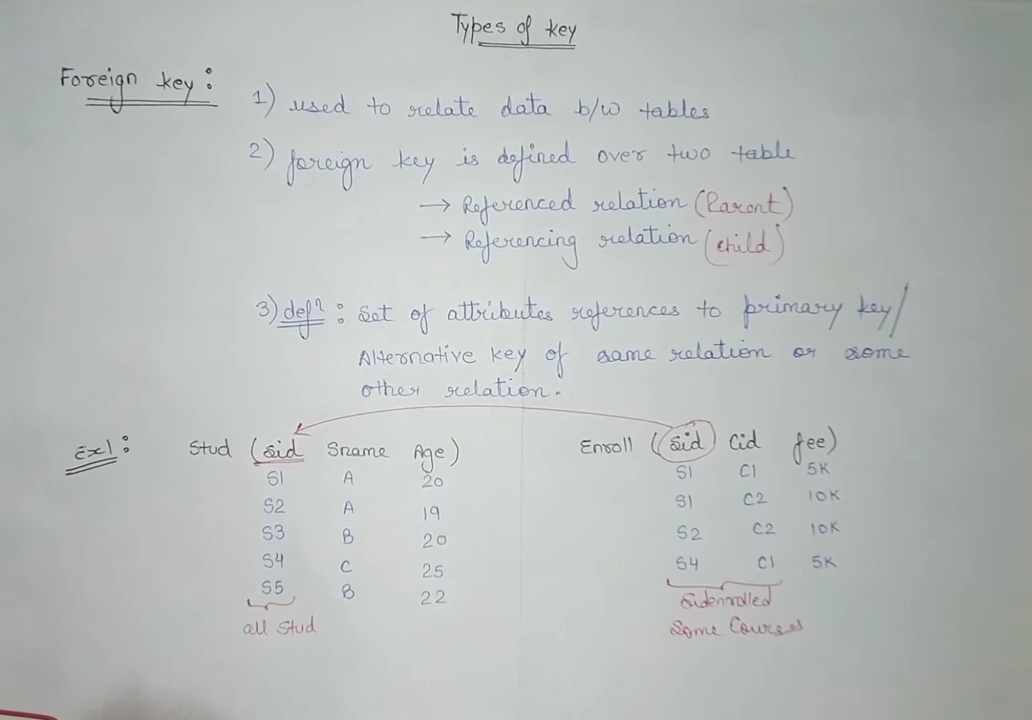 Types of key
Foreign key:
1) used to relate data b/w tables
2) foreign key is defined over two table
→ Referenced relation (Parent)
→ Referencing relation (child)
3) defⁿ : Set of attributes references to primary key/
Alternative key of same relation or some
other relation.
Ex1: Stud (sid Sname Age) Enroll (sid Cid fee)
S1 A 20 S1 C1 5K
S2 A 19 S1 C2 10K
S3 B 20 S2 C2 10K
S4 C 25 S4 C1 5K
S5 B 22
all Stud
Sid enrolled
Some Courses